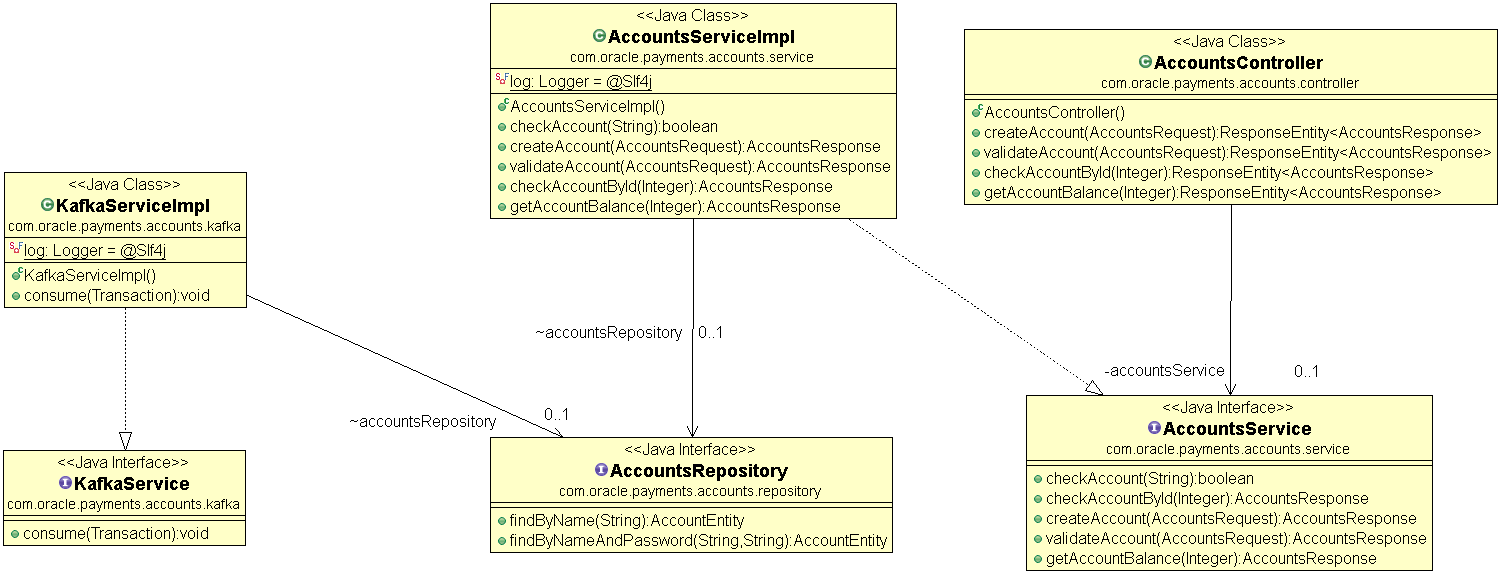 <<Java Class>>
AccountsServiceImpl
com.oracle.payments.accounts.service
log: Logger = @Slf4j
AccountsServiceImpl()
checkAccount(String):boolean
createAccount(AccountsRequest):AccountsResponse
validateAccount(AccountsRequest):AccountsResponse
checkAccountById(Integer):AccountsResponse
getAccountBalance(Integer):AccountsResponse
<<Java Class>>
AccountsController
com.oracle.payments.accounts.controller
AccountsController()
createAccount(AccountsRequest):ResponseEntity<AccountsResponse>
validateAccount(AccountsRequest):ResponseEntity<AccountsResponse>
checkAccountById(Integer):ResponseEntity<AccountsResponse>
getAccountBalance(Integer):ResponseEntity<AccountsResponse>
<<Java Class>>
KafkaServiceImpl
com.oracle.payments.accounts.kafka
log: Logger = @Slf4j
KafkaServiceImpl()
consume(Transaction):void
~accountsRepository 0..1
-accountsService 0..1
~accountsRepository 0..1
<<Java Interface>>
KafkaService
com.oracle.payments.accounts.kafka
consume(Transaction):void
<<Java Interface>>
AccountsRepository
com.oracle.payments.accounts.repository
findByName(String):AccountEntity
findByNameAndPassword(String,String):AccountEntity
<<Java Interface>>
AccountsService
com.oracle.payments.accounts.service
checkAccount(String):boolean
checkAccountById(Integer):AccountsResponse
createAccount(AccountsRequest):AccountsResponse
validateAccount(AccountsRequest):AccountsResponse
getAccountBalance(Integer):AccountsResponse